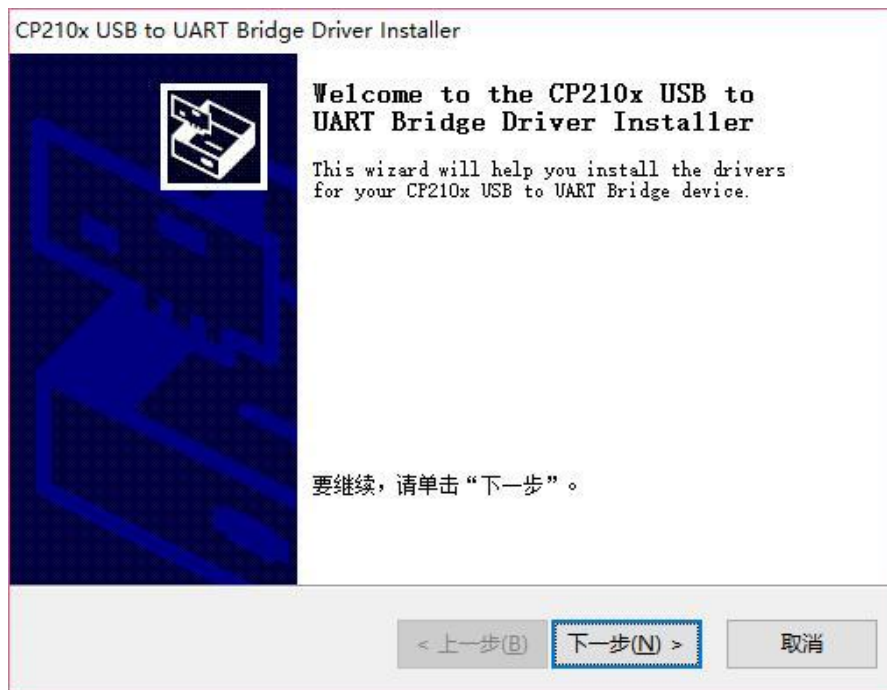 CP210x USB to UART Bridge Driver Installer
Welcome to the CP210x USB to
UART Bridge Driver Installer
This wizard will help you install the drivers
for your CP210x USB to UART Bridge device.
要继续，请单击“下一步”。
< 上一步(B)
下一步(N) >
取消